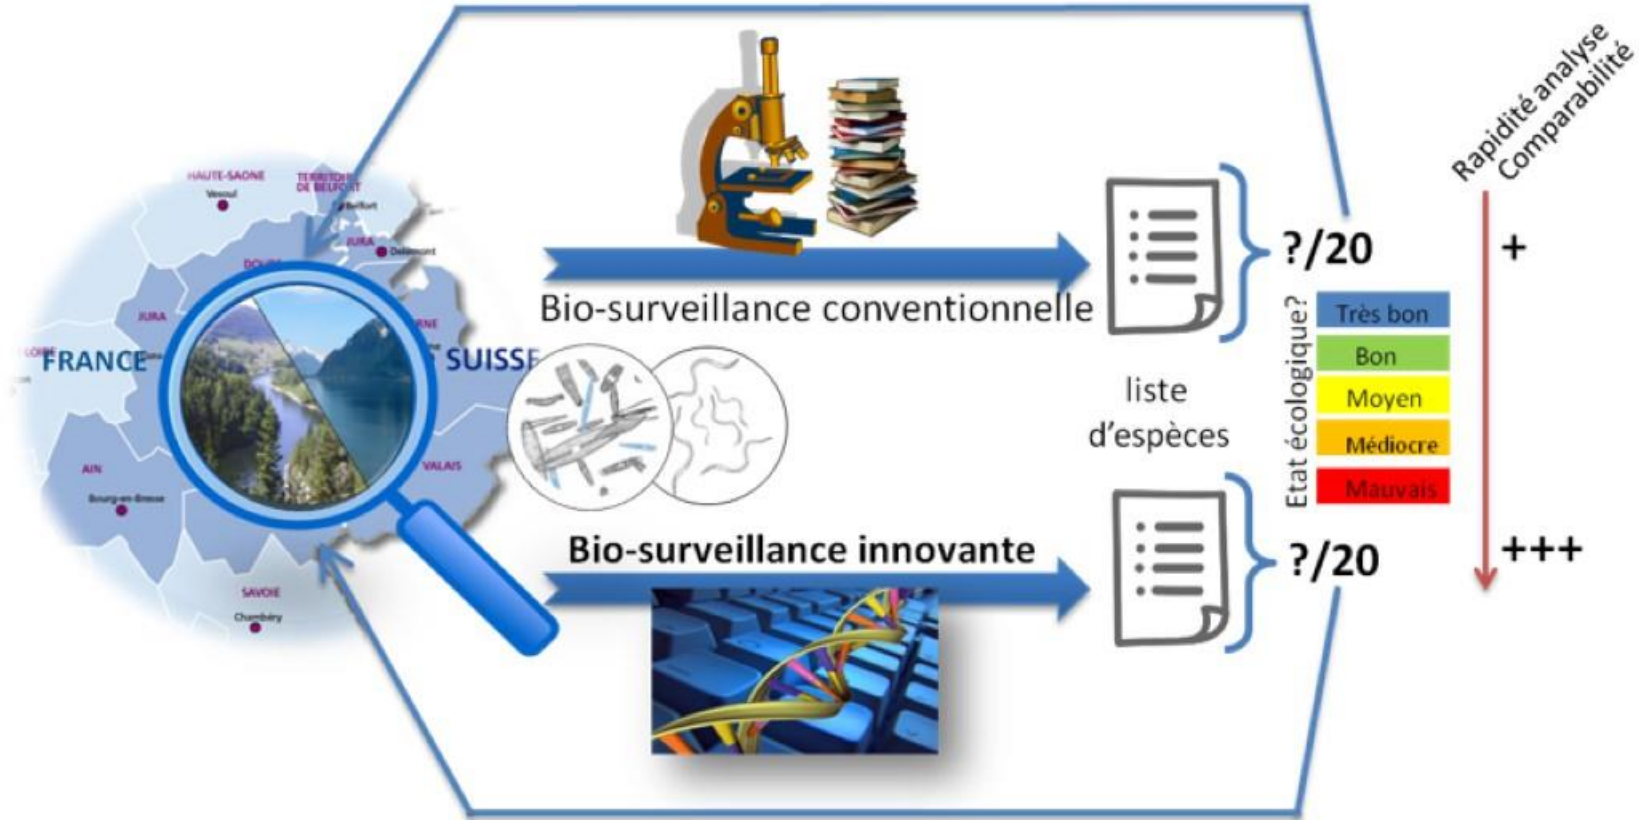 Rapidité analyse
Comparabilité
HAUTE-SAONE
Vesoul
TERRITOIRE
DE BELFORT
Belfort
JURA
Delémont
DOUBS
JURA
FRANCE
SUISSE
AIN
Bourg-en-Bresse
VALAIS
SAVOIE
Chambéry
Bio-surveillance conventionnelle
liste
d'espèces
Bio-surveillance innovante
?/20
+
Etat écologique?
Très bon
Bon
Moyen
Médiocre
Mauvais
?/20
+++